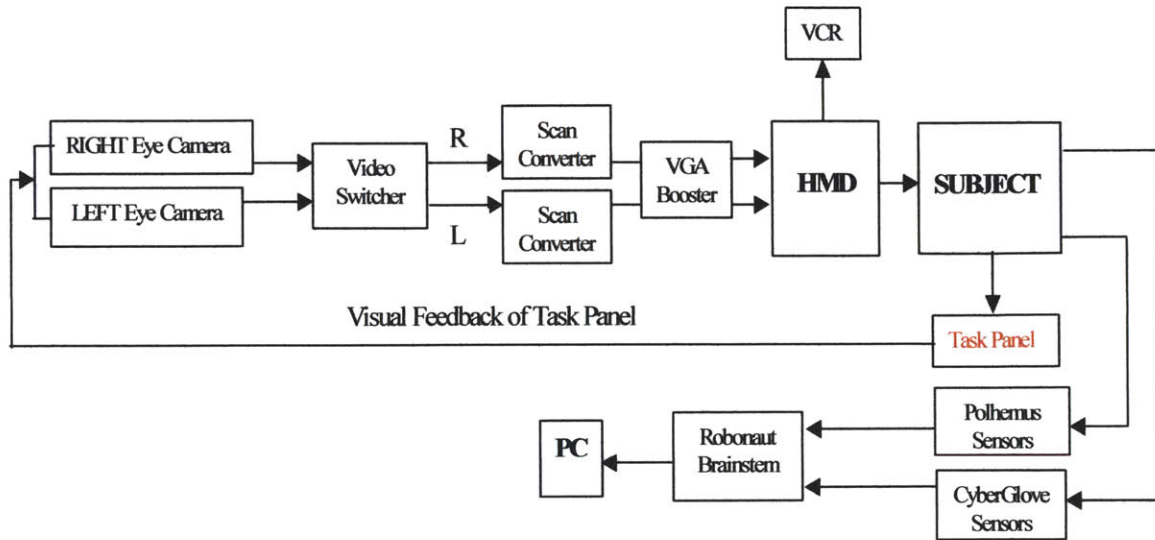 VCR
RIGHT Eye Camera
LEFT Eye Camera
Video
Switcher
R
L
Scan
Converter
Scan
Converter
VGA
Booster
HMD
SUBJECT
Visual Feedback of Task Panel
Task Panel
Polhemus
Sensors
CyberGlove
Sensors
Robonaut
Brainstem
PC